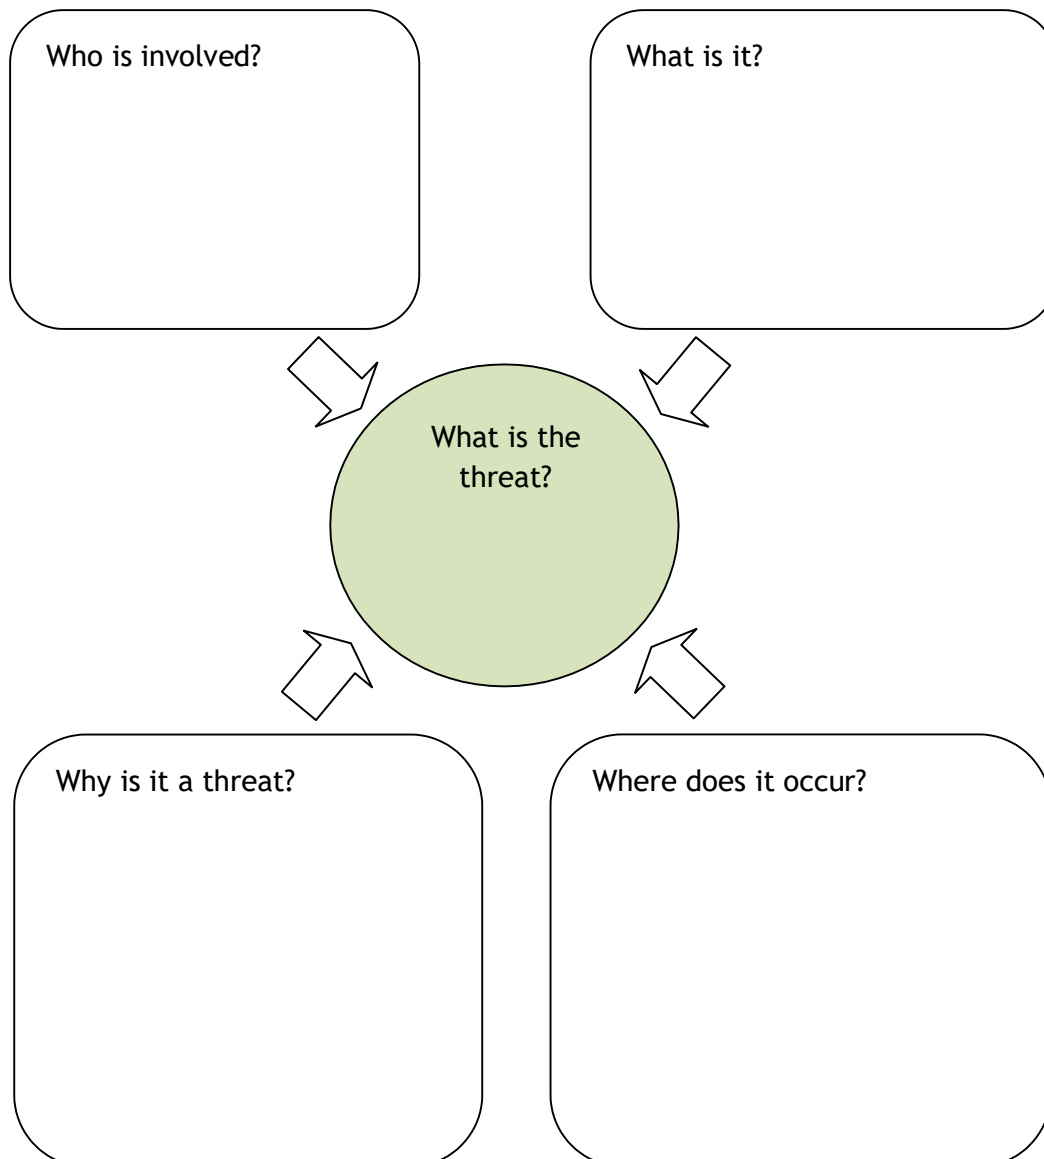 Who is involved?
What is it?
What is the
threat?
Why is it a threat?
Where does it occur?